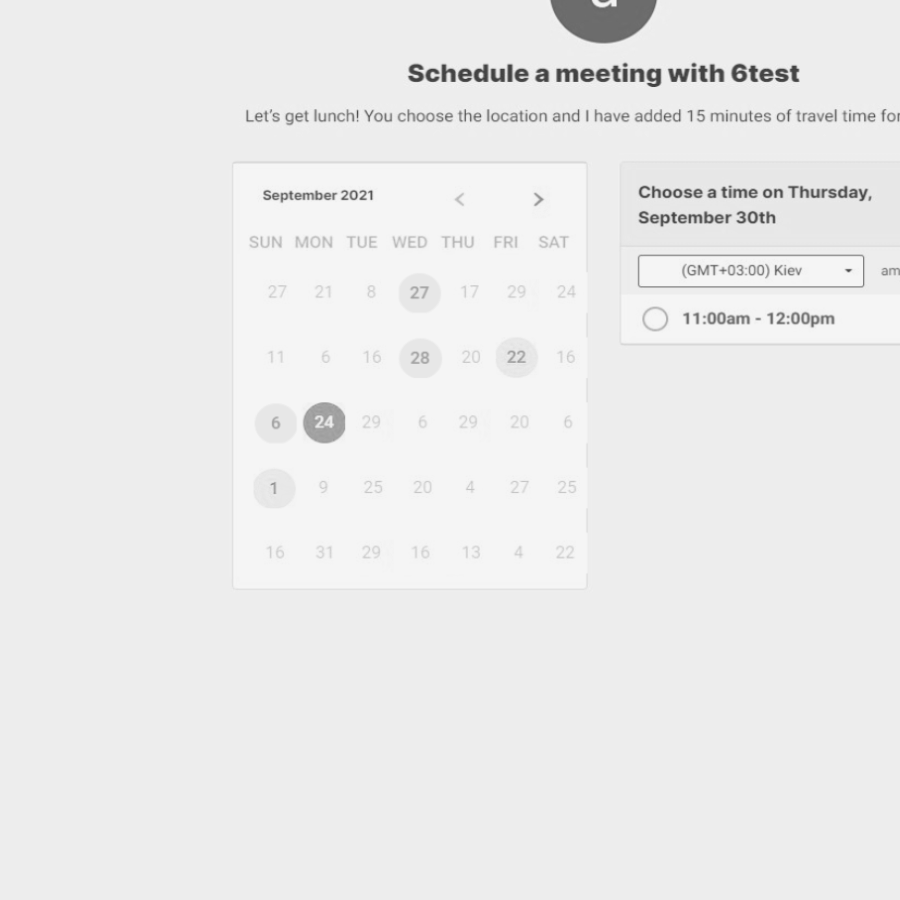 Schedule a meeting with 6test
Let's get lunch! You choose the location and I have added 15 minutes of travel time for
September 2021
SUN MON TUE WED THU FRI SAT
27 21 8 27 17 29 24
11 6 16 28 20 22 16
6 24 29 6 29 20 6
1 9 25 20 4 27 25
16 31 29 16 13 4 22
Choose a time on Thursday,
September 30th
(GMT+03:00) Kiev am
11:00am - 12:00pm